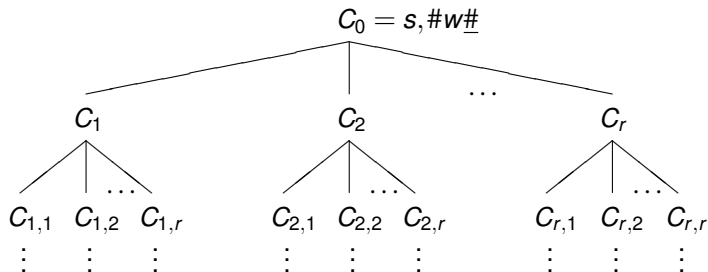 C₀ = s, #w#̲
…
C₁ C₂ Cᵣ
… … …
C₁,₁ C₁,₂ C₁,ᵣ C₂,₁ C₂,₂ C₂,ᵣ Cᵣ,₁ Cᵣ,₂ Cᵣ,ᵣ
⋮ ⋮ ⋮ ⋮ ⋮ ⋮ ⋮ ⋮ ⋮